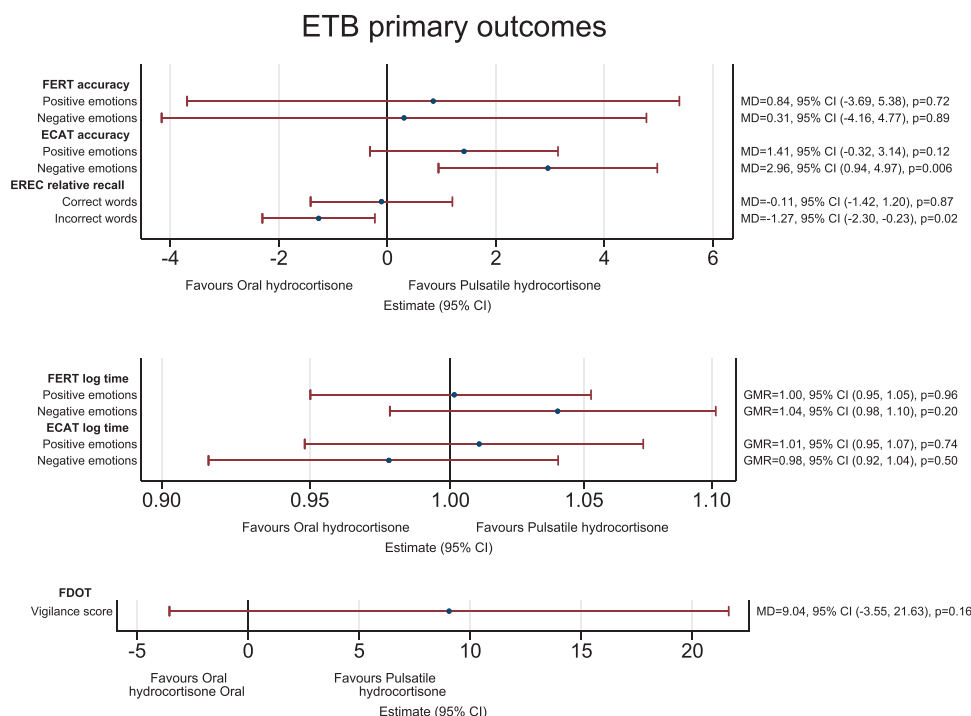 ETB primary outcomes
FERT accuracy
Positive emotions MD=0.84, 95% CI (-3.69, 5.38), p=0.72
Negative emotions MD=0.31, 95% CI (-4.16, 4.77), p=0.89
ECAT accuracy
Positive emotions MD=1.41, 95% CI (-0.32, 3.14), p=0.12
Negative emotions MD=2.96, 95% CI (0.94, 4.97), p=0.006
EREC relative recall
Correct words MD=-0.11, 95% CI (-1.42, 1.20), p=0.87
Incorrect words MD=-1.27, 95% CI (-2.30, -0.23), p=0.02
-4 -2 0 2 4 6
Favours Oral hydrocortisone Favours Pulsatile hydrocortisone
Estimate (95% CI)
FERT log time
Positive emotions GMR=1.00, 95% CI (0.95, 1.05), p=0.96
Negative emotions GMR=1.04, 95% CI (0.98, 1.10), p=0.20
ECAT log time
Positive emotions GMR=1.01, 95% CI (0.95, 1.07), p=0.74
Negative emotions GMR=0.98, 95% CI (0.92, 1.04), p=0.50
0.90 0.95 1.00 1.05 1.10
Favours Oral hydrocortisone Favours Pulsatile hydrocortisone
Estimate (95% CI)
FDOT
Vigilance score MD=9.04, 95% CI (-3.55, 21.63), p=0.16
-5 0 5 10 15 20
Favours Oral Favours Pulsatile
hydrocortisone Oral hydrocortisone
Estimate (95% CI)